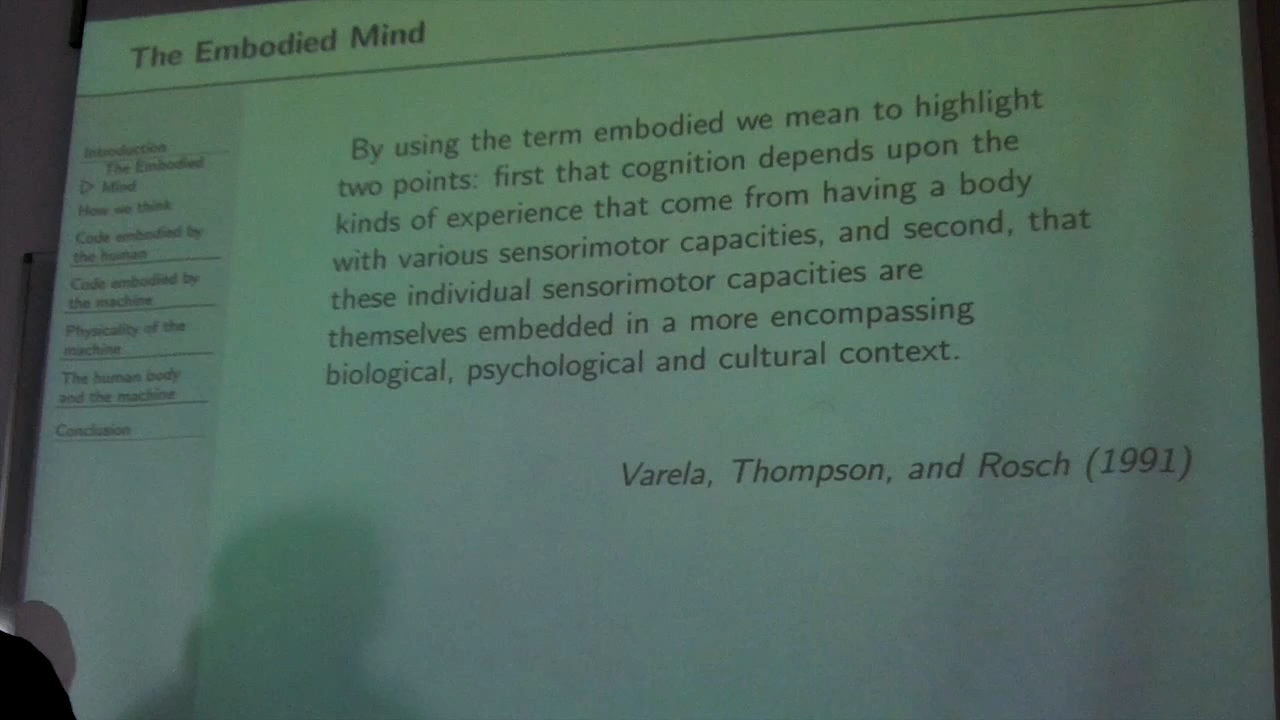 The Embodied Mind
Introduction
The Embodied
▷ Mind
How we think
Code embodied by
the human
Code embodied by
the machine
Physicality of the
machine
The human body
and the machine
Conclusion
By using the term embodied we mean to highlight
two points: first that cognition depends upon the
kinds of experience that come from having a body
with various sensorimotor capacities, and second, that
these individual sensorimotor capacities are
themselves embedded in a more encompassing
biological, psychological and cultural context.
Varela, Thompson, and Rosch (1991)